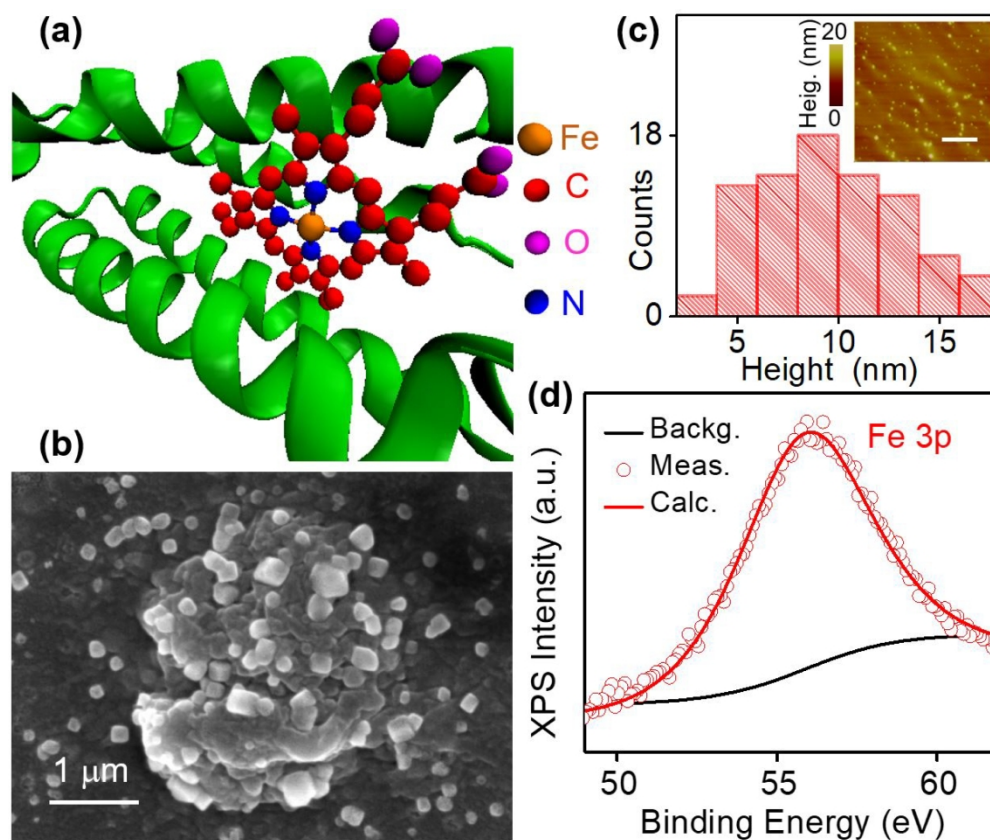 (a)
Fe
C
O
N
(b)
1 μm
(c)
Heig. (nm)
20
0
18
0
Counts
5
10
15
Height (nm)
(d)
Backg.
Meas.
Calc.
Fe 3p
XPS Intensity (a.u.)
50
55
60
Binding Energy (eV)